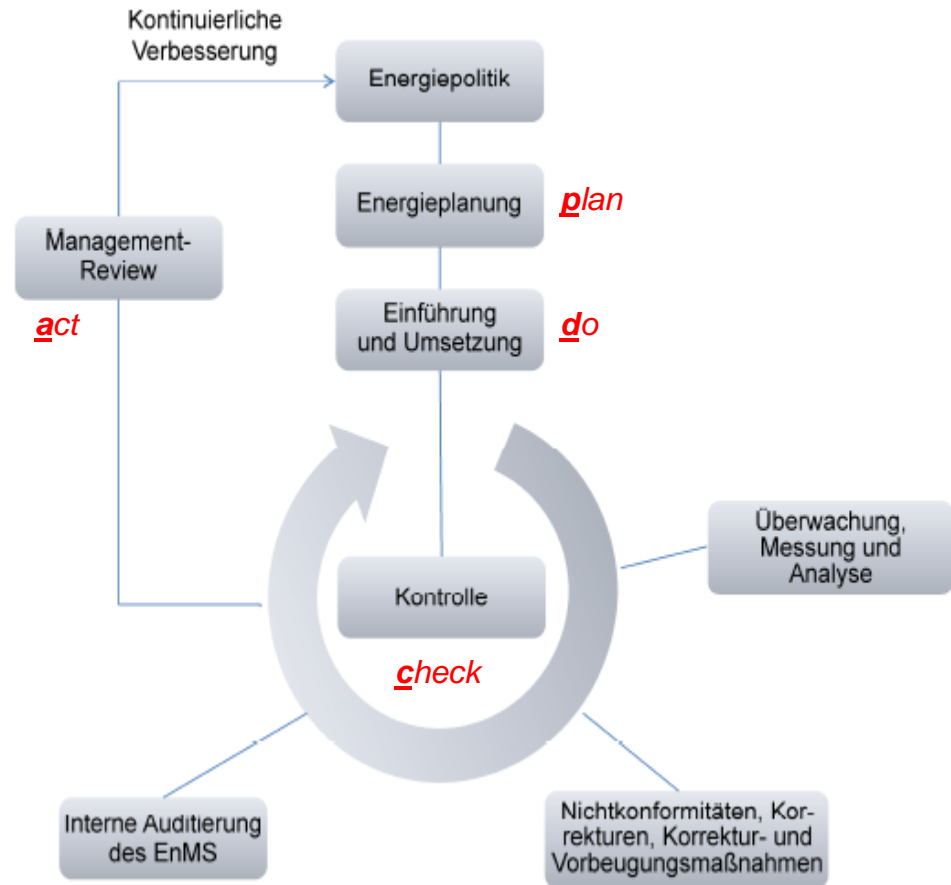 Kontinuierliche
Verbesserung
Energiepolitik
Energieplanung
plan
Management-
Review
act
Einführung
und Umsetzung
do
Überwachung,
Messung und
Analyse
Kontrolle
check
Interne Auditierung
des EnMS
Nichtkonformitäten, Kor-
rekturen, Korrektur- und
Vorbeugungsmaßnahmen